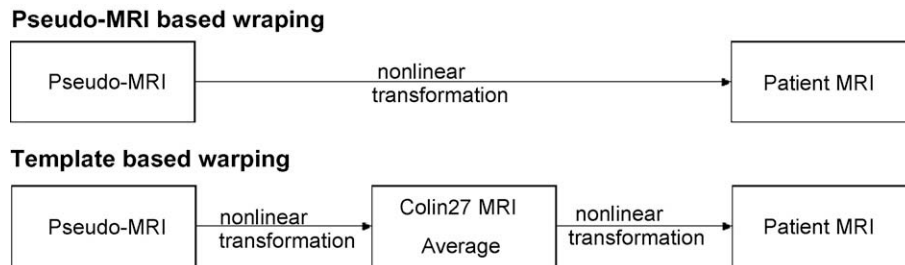 Pseudo-MRI based wraping
Pseudo-MRI
nonlinear
transformation
Patient MRI
Template based warping
Pseudo-MRI
nonlinear
transformation
Colin27 MRI
Average
nonlinear
transformation
Patient MRI